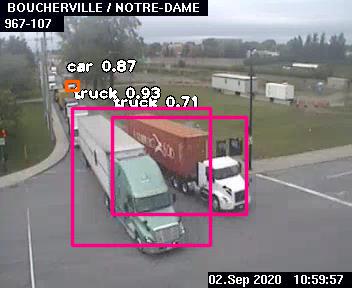 BOUCHERVILLE / NOTRE-DAME
967-107
car 0.87
truck 0.93
truck 0.71
02.Sep 2020 10:59:57